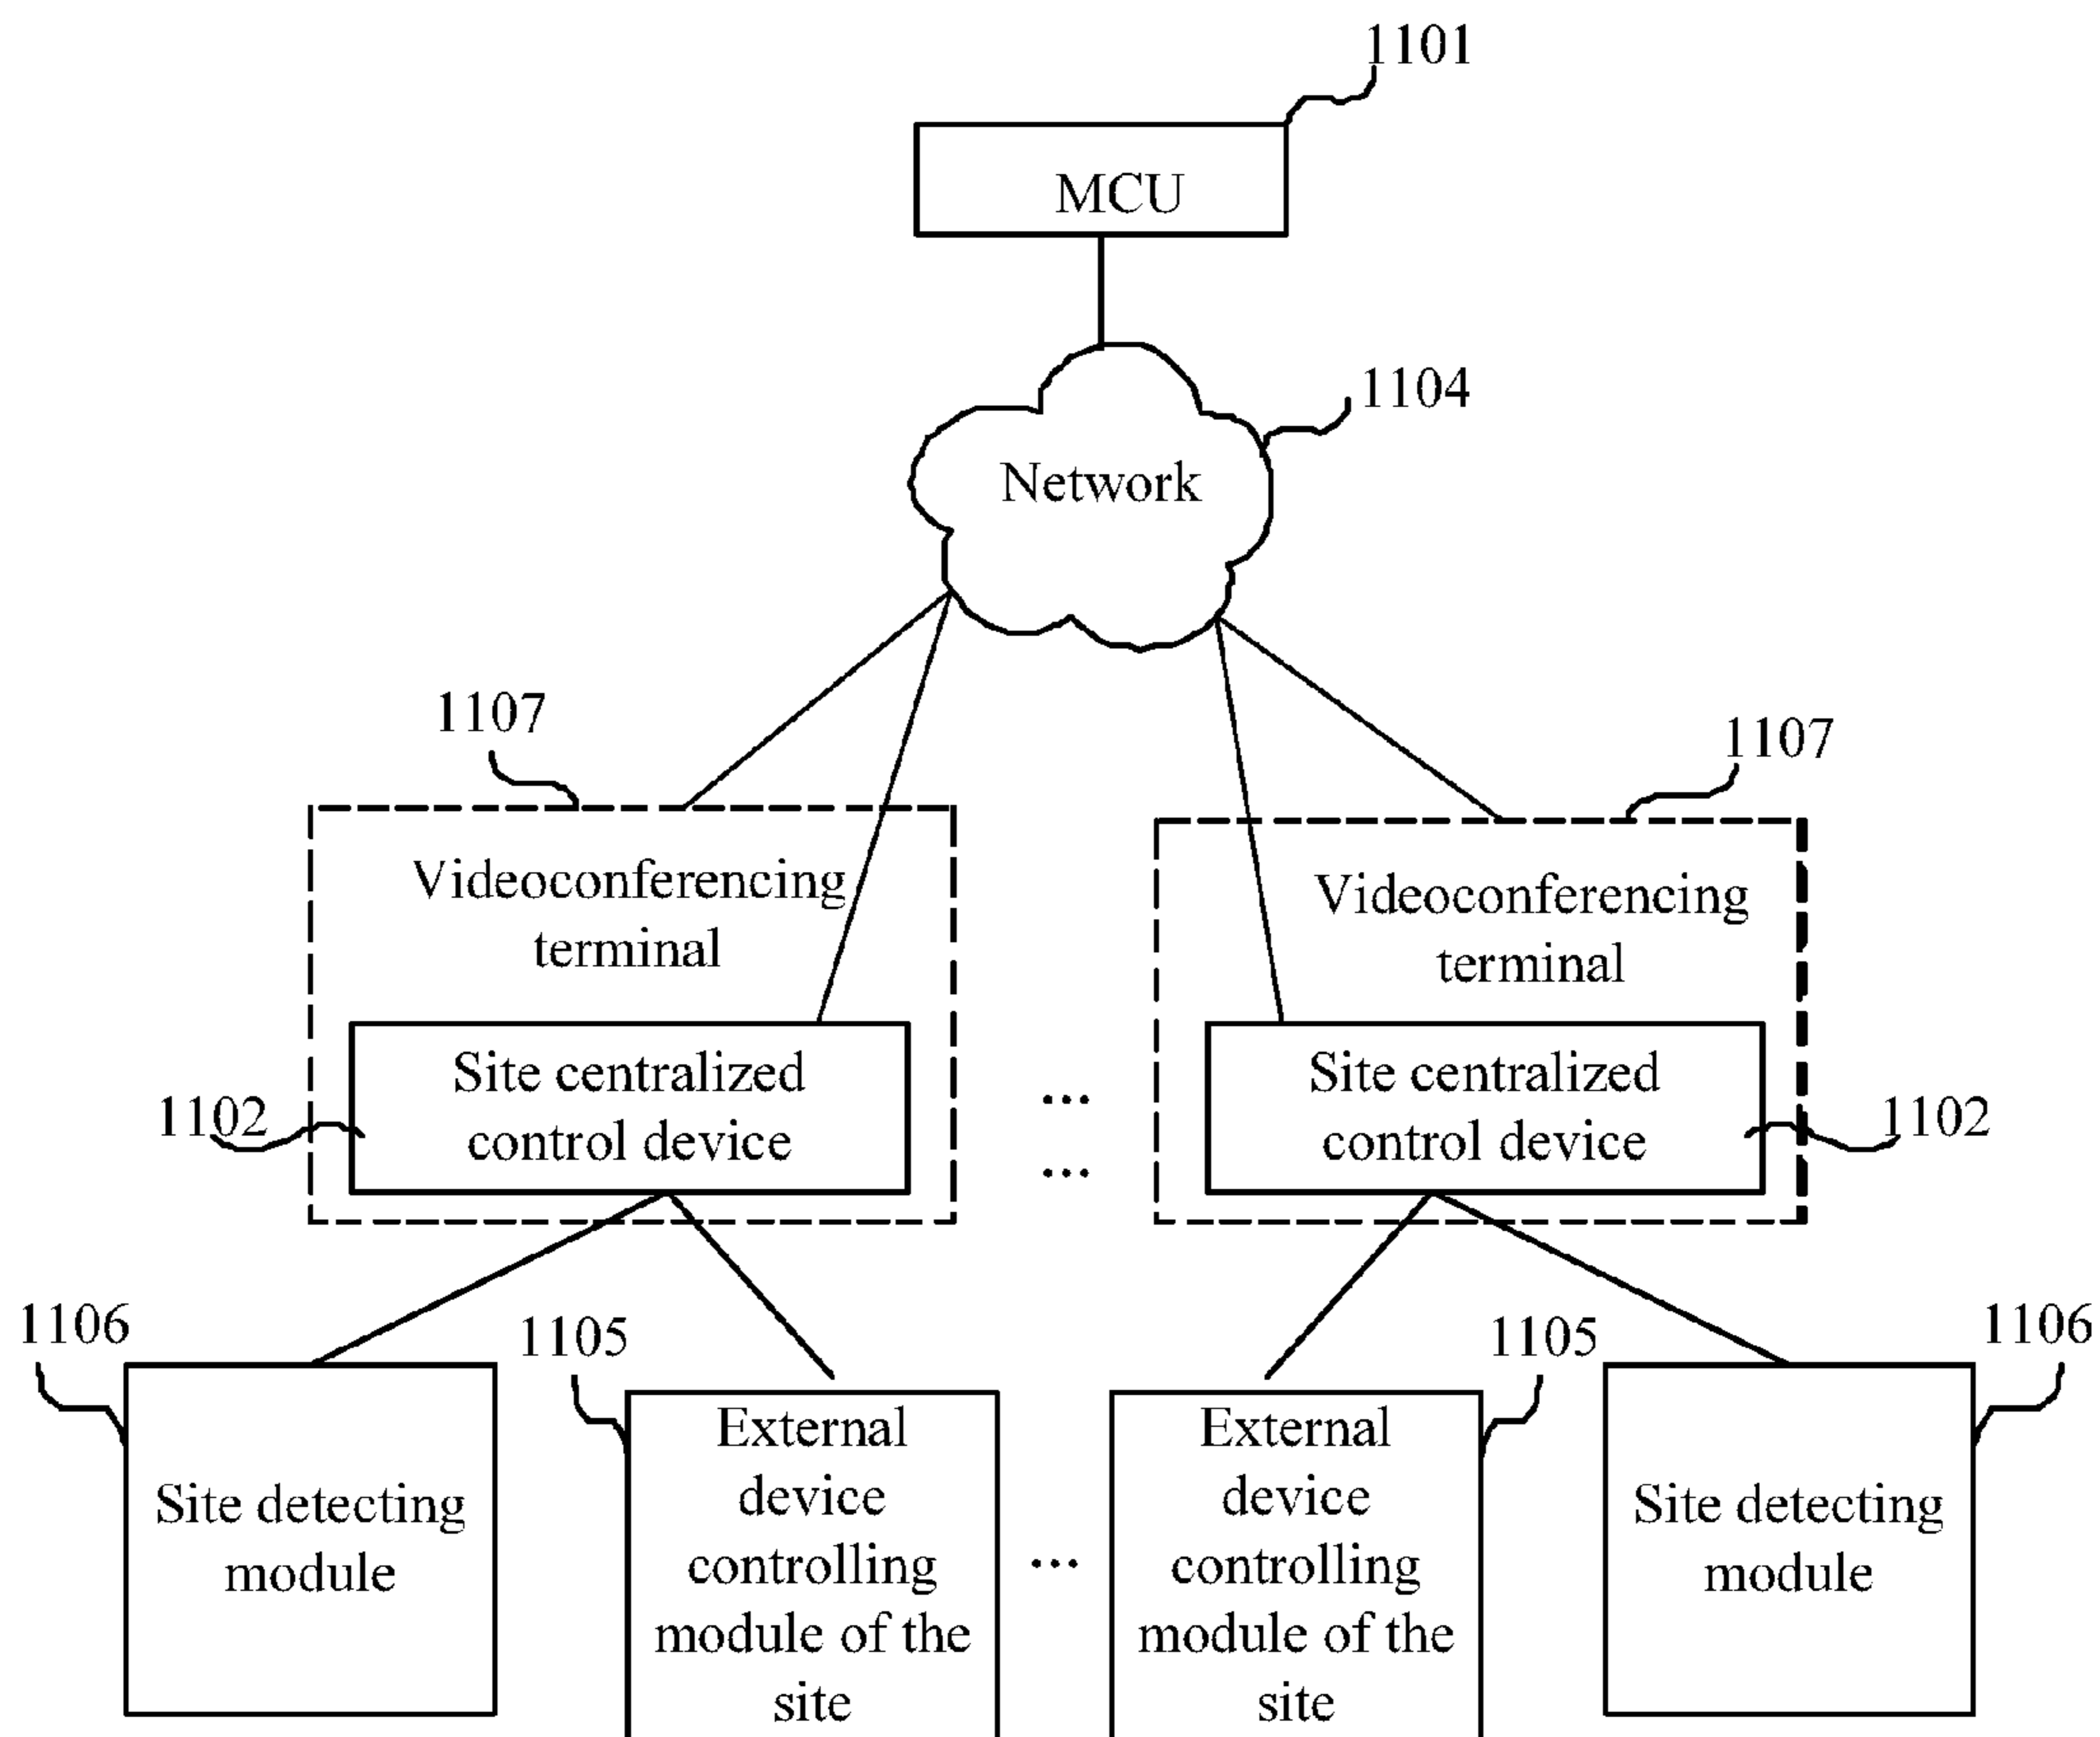 1101
MCU
1104
Network
1107
1107
Videoconferencing
terminal
Videoconferencing
terminal
Site centralized
control device
Site centralized
control device
1102
...
...
1102
1106
1105
1105
1106
Site detecting
module
External
device
controlling
module of the
site
...
External
device
controlling
module of the
site
Site detecting
module